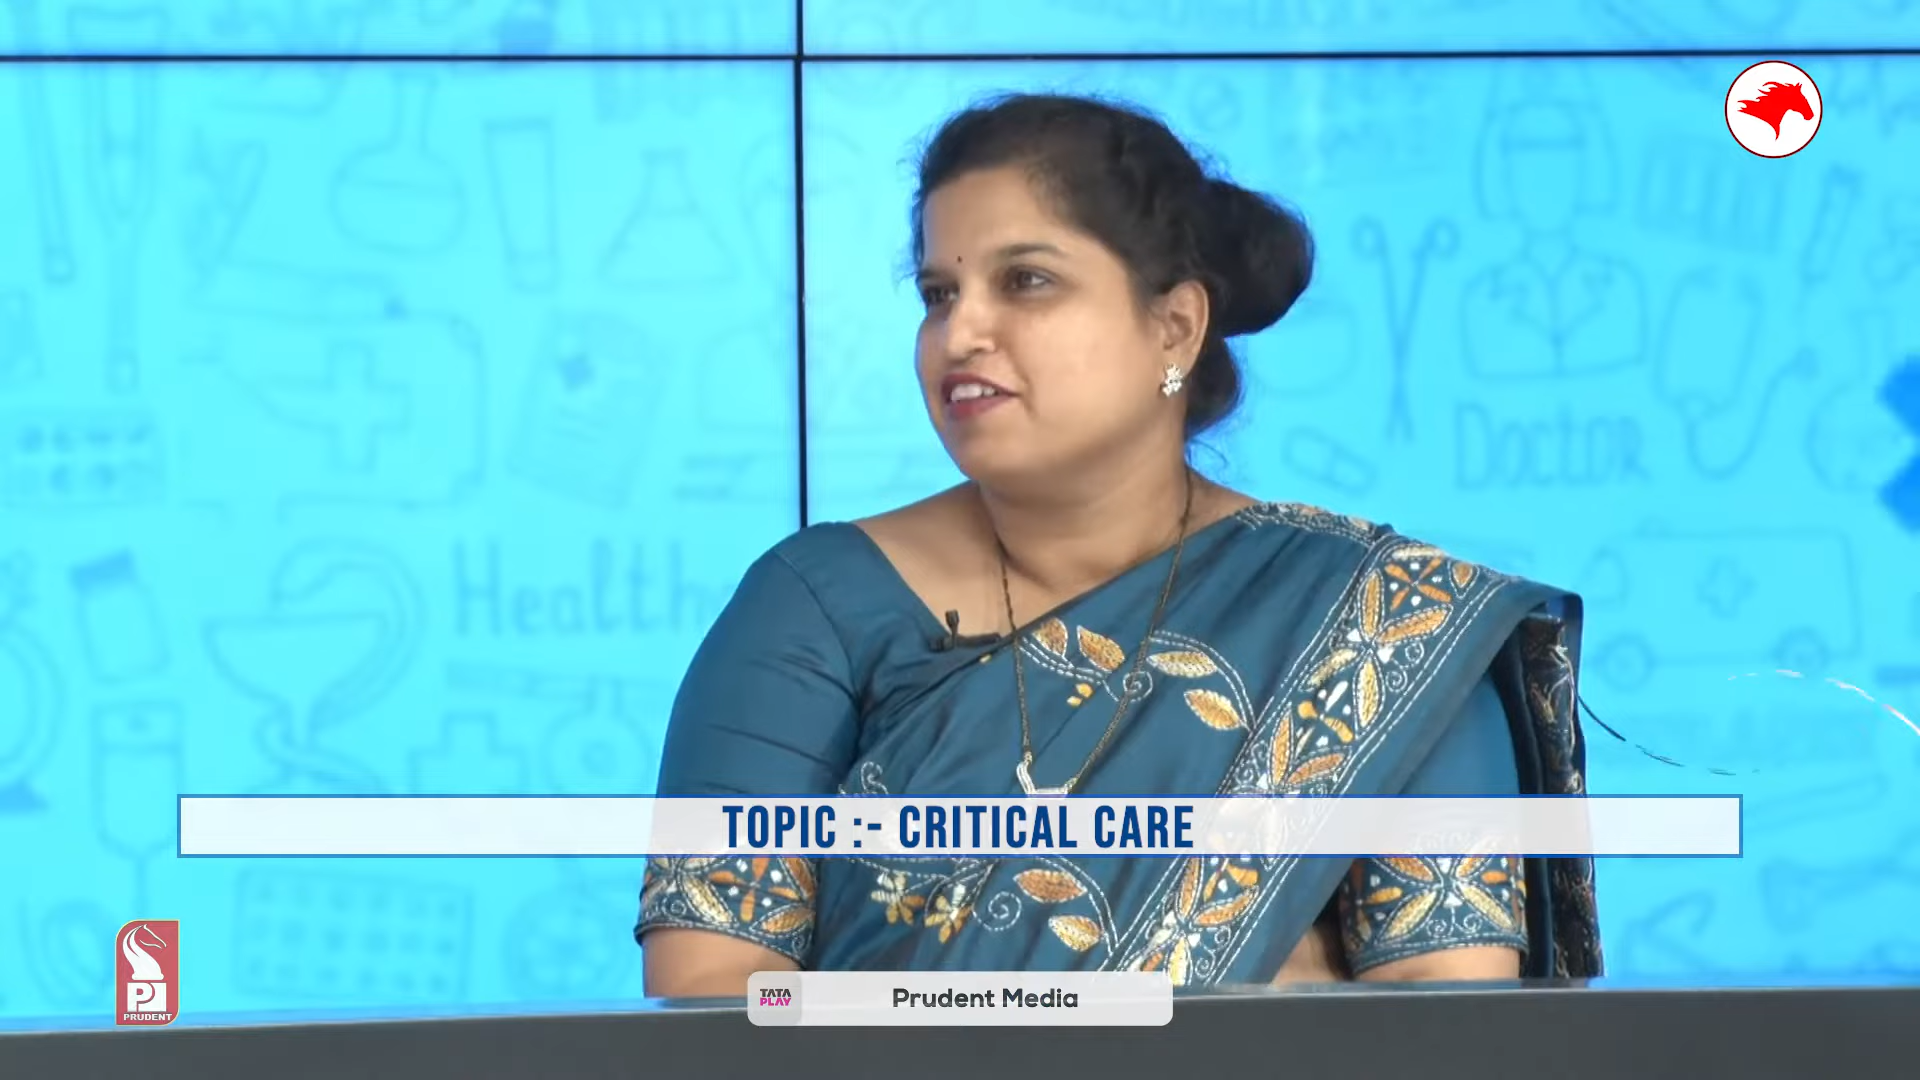 Doctor
Health
TOPIC :- CRITICAL CARE
P
PRUDENT
TATA
PLAY
Prudent Media